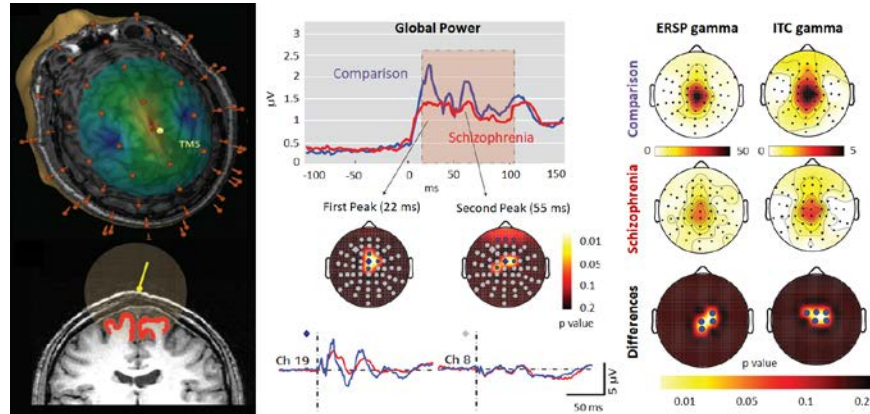 TMS
Global Power
3
2.5
2
1.5
1
0.5
0
µV
Comparison
Schizophrenia
-100
-50
0
50
100
150
ms
First Peak (22 ms)
Second Peak (55 ms)
0.01
0.05
0.1
0.2
p value
Ch 19
Ch 8
5 µV
50 ms
ERSP gamma
ITC gamma
Comparison
0
50
0
5
Schizophrenia
Differences
p value
0.01
0.05
0.1
0.2